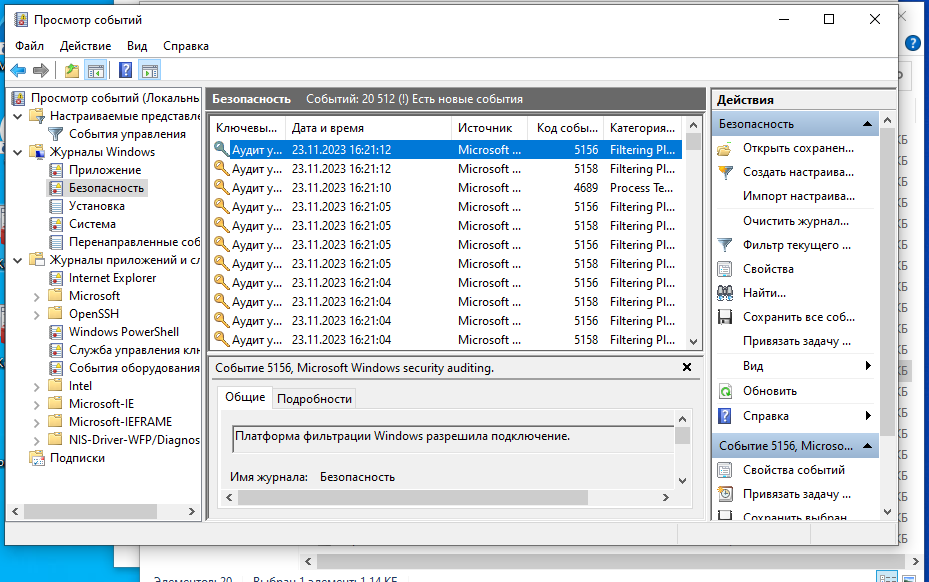 Просмотр событий
Файл Действие Вид Справка
Просмотр событий (Локальнь
Настраиваемые представле
События управления
Журналы Windows
Приложение
Безопасность
Установка
Система
Перенаправленные соб
Журналы приложений и сл
Internet Explorer
Microsoft
OpenSSH
Windows PowerShell
Служба управления клю
События оборудования
Intel
Microsoft-IE
Microsoft-IEFRAME
NIS-Driver-WFP/Diagnos
Подписки
Безопасность Событий: 20 512 (!) Есть новые события
Ключевы... Дата и время Источник Код собы... Категория...
Аудит у... 23.11.2023 16:21:12 Microsoft ... 5156 Filtering Pl...
Аудит у... 23.11.2023 16:21:12 Microsoft ... 5158 Filtering Pl...
Аудит у... 23.11.2023 16:21:10 Microsoft ... 4689 Process Te...
Аудит у... 23.11.2023 16:21:05 Microsoft ... 5156 Filtering Pl...
Аудит у... 23.11.2023 16:21:05 Microsoft ... 5158 Filtering Pl...
Аудит у... 23.11.2023 16:21:05 Microsoft ... 5156 Filtering Pl...
Аудит у... 23.11.2023 16:21:05 Microsoft ... 5158 Filtering Pl...
Аудит у... 23.11.2023 16:21:04 Microsoft ... 5156 Filtering Pl...
Аудит у... 23.11.2023 16:21:04 Microsoft ... 5158 Filtering Pl...
Аудит у... 23.11.2023 16:21:04 Microsoft ... 5156 Filtering Pl...
Аудит у... 23.11.2023 16:21:04 Microsoft ... 5158 Filtering Pl...
Событие 5156, Microsoft Windows security auditing.
Общие Подробности
Платформа фильтрации Windows разрешила подключение.
Имя журнала: Безопасность
Действия
Безопасность
Открыть сохранен...
Создать настраива...
Импорт настраива...
Очистить журнал...
Фильтр текущего ...
Свойства
Найти...
Сохранить все соб...
Привязать задачу ...
Вид
Обновить
Справка
Событие 5156, Microso...
Свойства событий
Привязать задачу ...
Сохранить выбран...
Элементов: 20 Выбран 1 элемент: 1,14 КБ